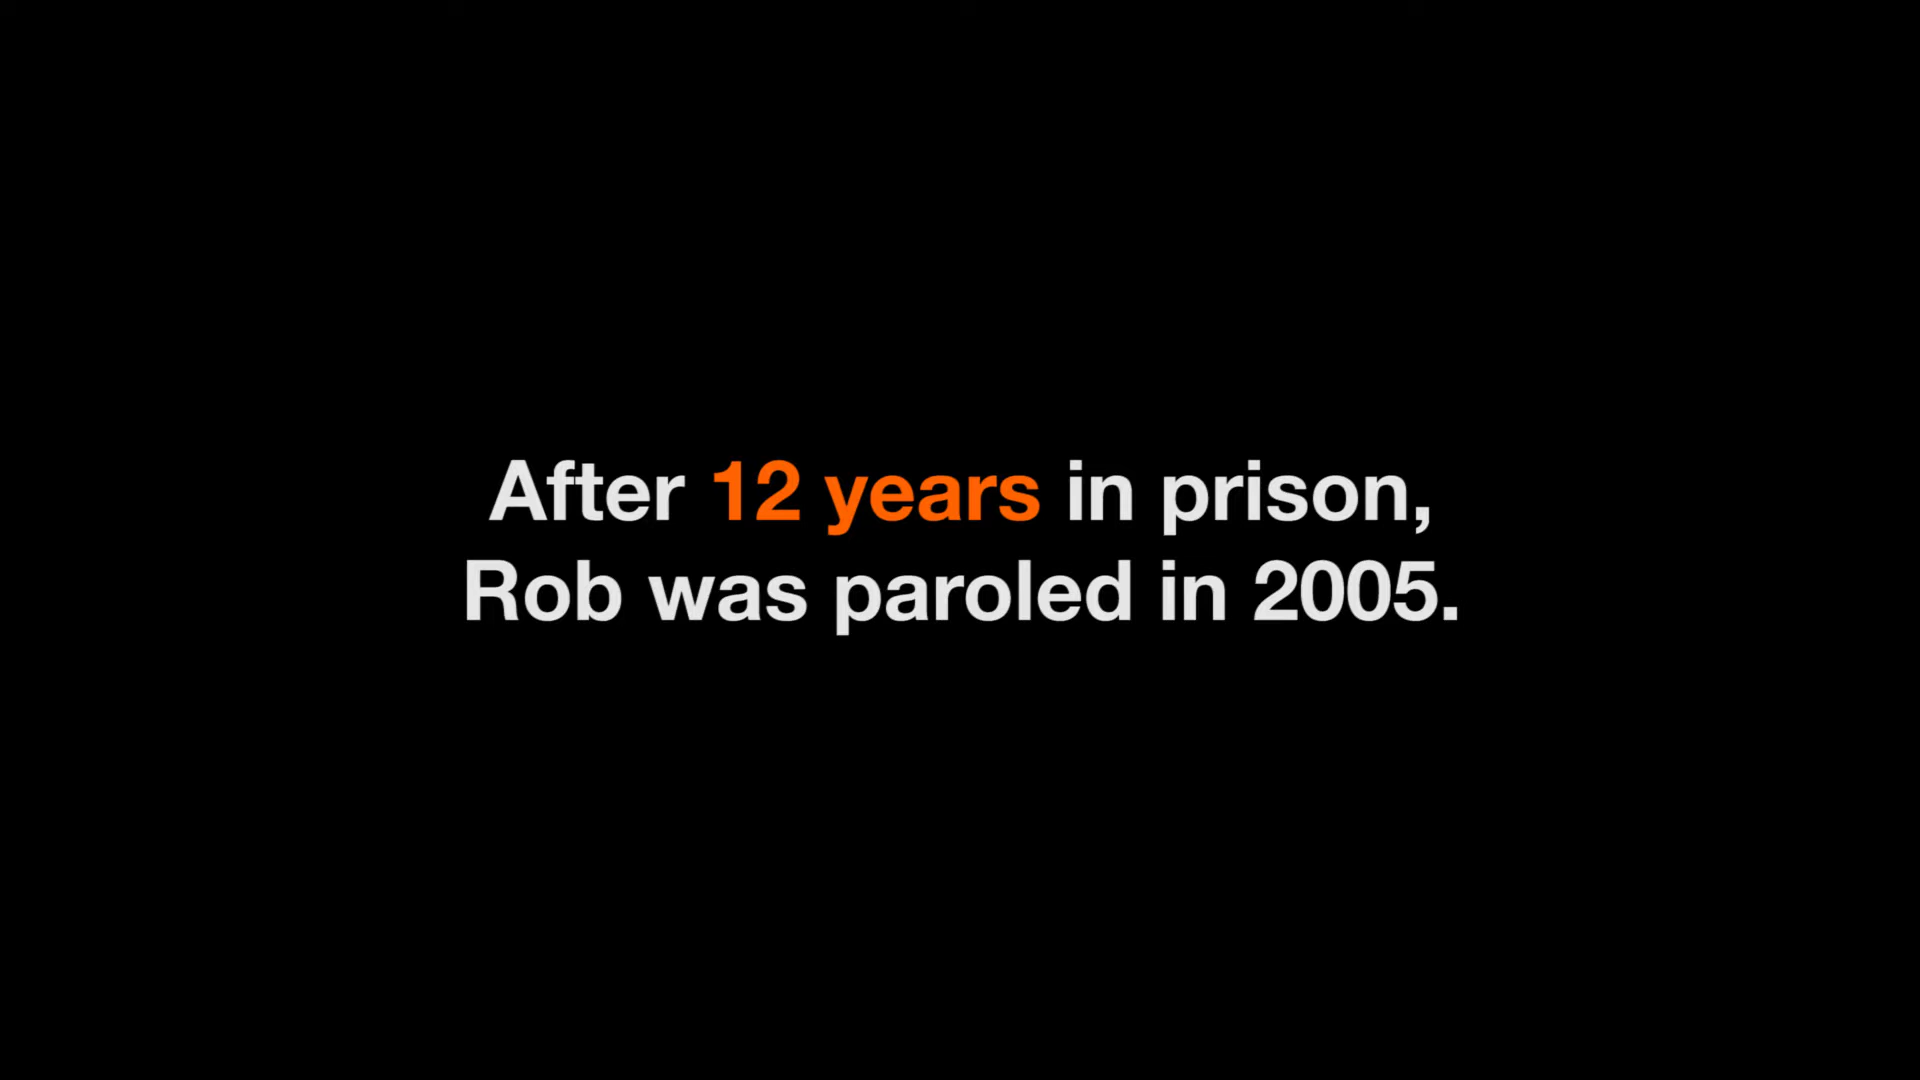 After 12 years in prison,
Rob was paroled in 2005.